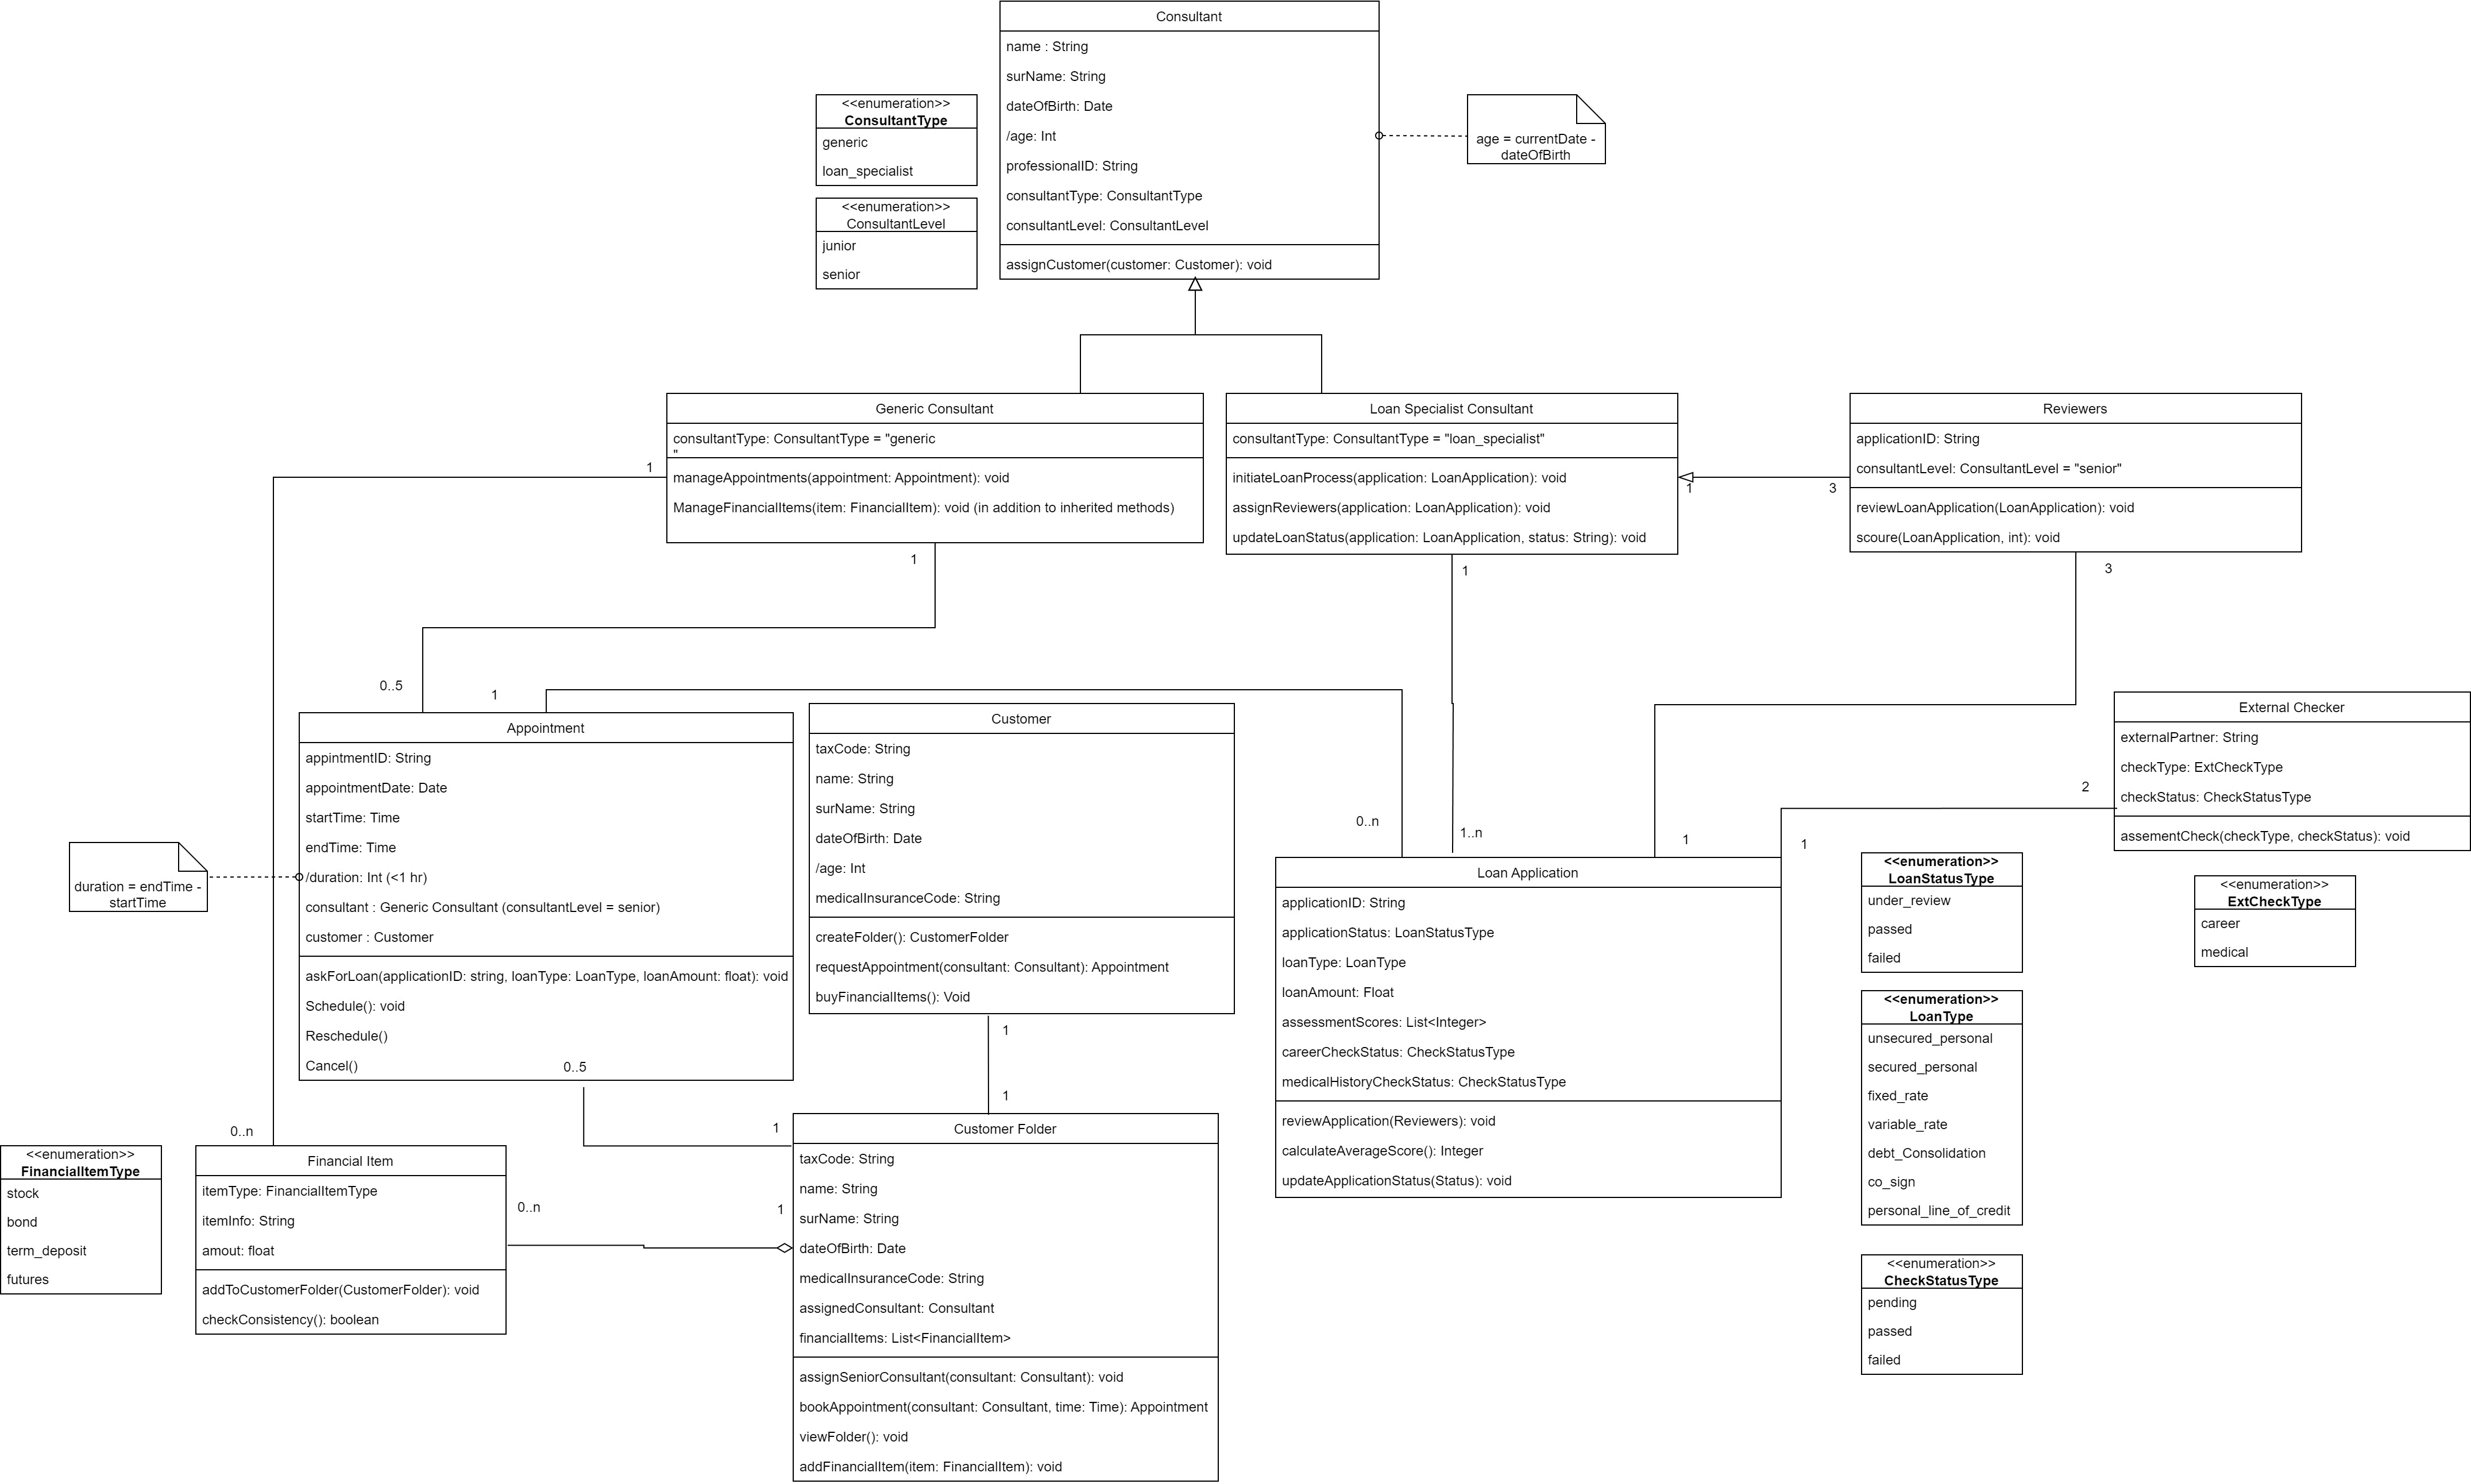 Consultant
name : String
surName: String
dateOfBirth: Date
/age: Int
professionalID: String
consultantType: ConsultantType
consultantLevel: ConsultantLevel
assignCustomer(customer: Customer): void
<<enumeration>>
ConsultantType
generic
loan_specialist
<<enumeration>>
ConsultantLevel
junior
senior
age = currentDate -
dateOfBirth
Generic Consultant
consultantType: ConsultantType = "generic
"
manageAppointments(appointment: Appointment): void
ManageFinancialItems(item: FinancialItem): void (in addition to inherited methods)
Loan Specialist Consultant
consultantType: ConsultantType = "loan_specialist"
initiateLoanProcess(application: LoanApplication): void
assignReviewers(application: LoanApplication): void
updateLoanStatus(application: LoanApplication, status: String): void
Reviewers
applicationID: String
consultantLevel: ConsultantLevel = "senior"
reviewLoanApplication(LoanApplication): void
scoure(LoanApplication, int): void
1
1
3
1
1
3
0..5
1
Appointment
appintmentID: String
appointmentDate: Date
startTime: Time
endTime: Time
/duration: Int (<1 hr)
consultant : Generic Consultant (consultantLevel = senior)
customer : Customer
askForLoan(applicationID: string, loanType: LoanType, loanAmount: float): void
Schedule(): void
Reschedule()
Cancel()
0..5
duration = endTime -
startTime
Customer
taxCode: String
name: String
surName: String
dateOfBirth: Date
/age: Int
medicalInsuranceCode: String
createFolder(): CustomerFolder
requestAppointment(consultant: Consultant): Appointment
buyFinancialItems(): Void
1
1
0..n
1..n
1
1
2
External Checker
externalPartner: String
checkType: ExtCheckType
checkStatus: CheckStatusType
assementCheck(checkType, checkStatus): void
Loan Application
applicationID: String
applicationStatus: LoanStatusType
loanType: LoanType
loanAmount: Float
assessmentScores: List<Integer>
careerCheckStatus: CheckStatusType
medicalHistoryCheckStatus: CheckStatusType
reviewApplication(Reviewers): void
calculateAverageScore(): Integer
updateApplicationStatus(Status): void
<<enumeration>>
LoanStatusType
under_review
passed
failed
<<enumeration>>
ExtCheckType
career
medical
<<enumeration>>
LoanType
unsecured_personal
secured_personal
fixed_rate
variable_rate
debt_Consolidation
co_sign
personal_line_of_credit
<<enumeration>>
CheckStatusType
pending
passed
failed
0..n
1
<<enumeration>>
FinancialItemType
stock
bond
term_deposit
futures
Financial Item
itemType: FinancialItemType
itemInfo: String
amout: float
addToCustomerFolder(CustomerFolder): void
checkConsistency(): boolean
0..n
1
Customer Folder
taxCode: String
name: String
surName: String
dateOfBirth: Date
medicalInsuranceCode: String
assignedConsultant: Consultant
financialItems: List<FinancialItem>
assignSeniorConsultant(consultant: Consultant): void
bookAppointment(consultant: Consultant, time: Time): Appointment
viewFolder(): void
addFinancialItem(item: FinancialItem): void